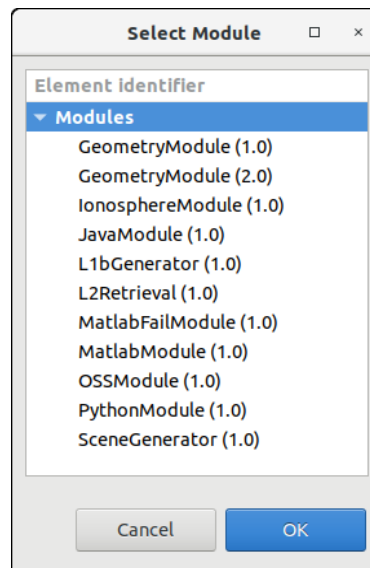 Select Module
Element identifier
Modules
GeometryModule (1.0)
GeometryModule (2.0)
IonosphereModule (1.0)
JavaModule (1.0)
L1bGenerator (1.0)
L2Retrieval (1.0)
MatlabFailModule (1.0)
MatlabModule (1.0)
OSSModule (1.0)
PythonModule (1.0)
SceneGenerator (1.0)
Cancel OK